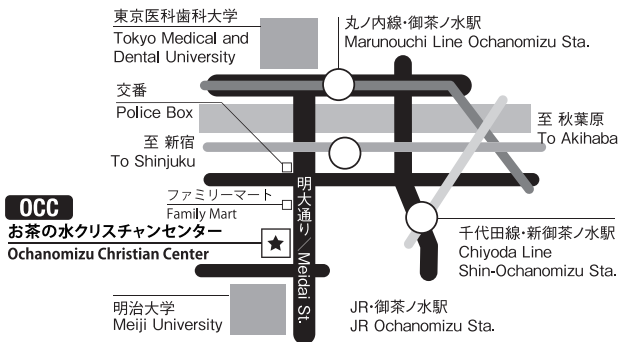 東京医科歯科大学
Tokyo Medical and
Dental University
丸ノ内線・御茶ノ水駅
Marunouchi Line Ochanomizu Sta.
交番
Police Box
至 新宿
To Shinjuku
至 秋葉原
To Akihaba
ファミリーマート
Family Mart
明大通り／Meidai St.
OCC
お茶の水クリスチャンセンター
Ochanomizu Christian Center
★
千代田線・新御茶ノ水駅
Chiyoda Line
Shin-Ochanomizu Sta.
明治大学
Meiji University
JR・御茶ノ水駅
JR Ochanomizu Sta.